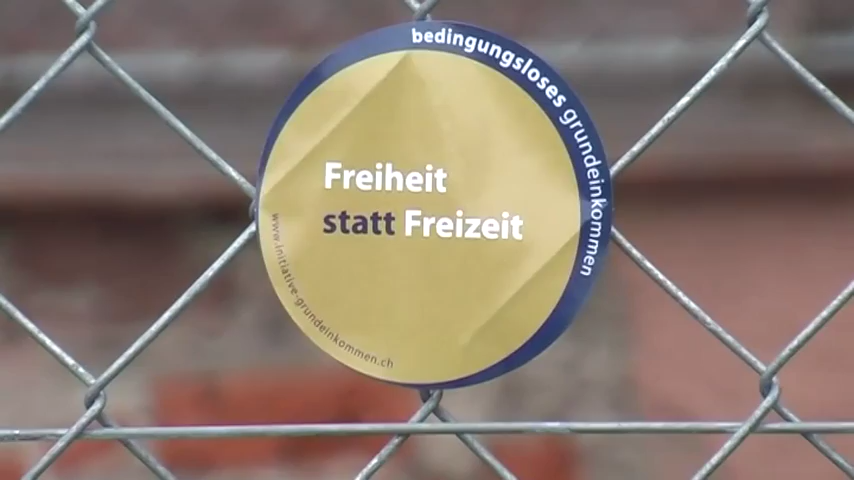 bedingungsloses grundeinkommen
Freiheit
statt Freizeit
www.initiative-grundeinkommen.ch